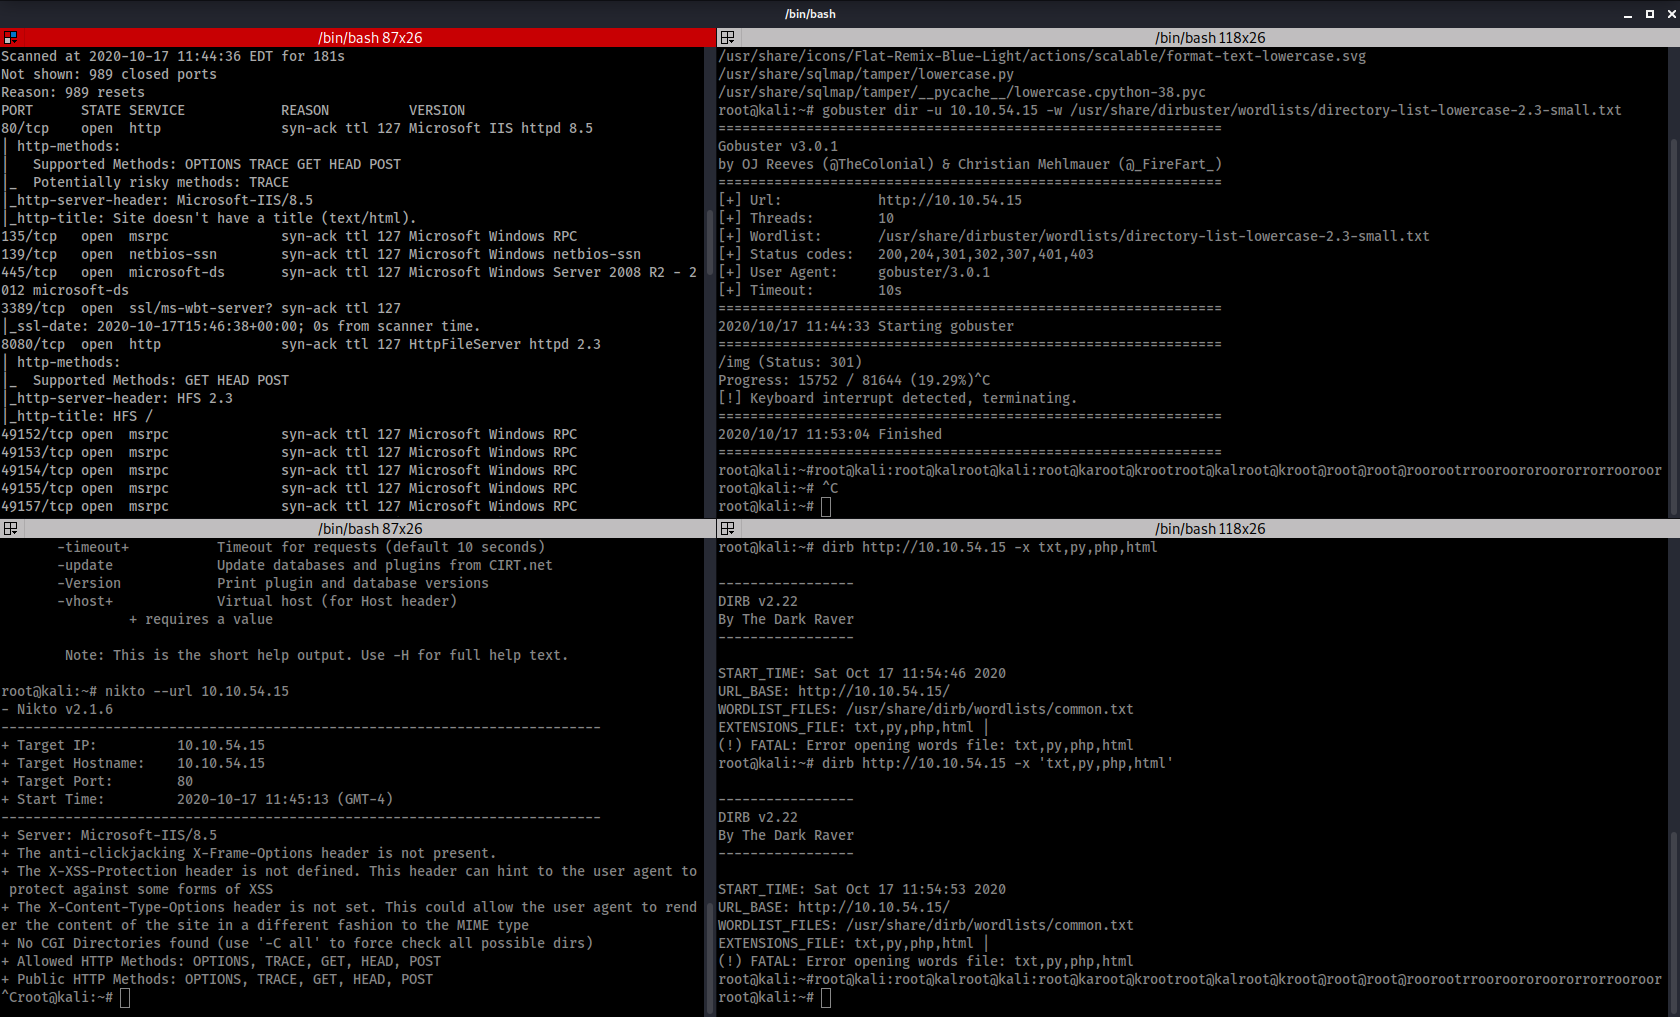 /bin/bash
/bin/bash 87x26
Scanned at 2020-10-17 11:44:36 EDT for 181s
Not shown: 989 closed ports
Reason: 989 resets
PORT      STATE SERVICE            REASON          VERSION
80/tcp    open  http               syn-ack ttl 127 Microsoft IIS httpd 8.5
| http-methods:
|   Supported Methods: OPTIONS TRACE GET HEAD POST
|_  Potentially risky methods: TRACE
|_http-server-header: Microsoft-IIS/8.5
|_http-title: Site doesn't have a title (text/html).
135/tcp   open  msrpc              syn-ack ttl 127 Microsoft Windows RPC
139/tcp   open  netbios-ssn        syn-ack ttl 127 Microsoft Windows netbios-ssn
445/tcp   open  microsoft-ds       syn-ack ttl 127 Microsoft Windows Server 2008 R2 - 2
012 microsoft-ds
3389/tcp  open  ssl/ms-wbt-server? syn-ack ttl 127
|_ssl-date: 2020-10-17T15:46:38+00:00; 0s from scanner time.
8080/tcp  open  http               syn-ack ttl 127 HttpFileServer httpd 2.3
| http-methods:
|_  Supported Methods: GET HEAD POST
|_http-server-header: HFS 2.3
|_http-title: HFS /
49152/tcp open  msrpc              syn-ack ttl 127 Microsoft Windows RPC
49153/tcp open  msrpc              syn-ack ttl 127 Microsoft Windows RPC
49154/tcp open  msrpc              syn-ack ttl 127 Microsoft Windows RPC
49155/tcp open  msrpc              syn-ack ttl 127 Microsoft Windows RPC
49157/tcp open  msrpc              syn-ack ttl 127 Microsoft Windows RPC
/bin/bash 118x26
/usr/share/icons/Flat-Remix-Blue-Light/actions/scalable/format-text-lowercase.svg
/usr/share/sqlmap/tamper/lowercase.py
/usr/share/sqlmap/tamper/__pycache__/lowercase.cpython-38.pyc
root@kali:~# gobuster dir -u 10.10.54.15 -w /usr/share/dirbuster/wordlists/directory-list-lowercase-2.3-small.txt
===============================================================
Gobuster v3.0.1
by OJ Reeves (@TheColonial) & Christian Mehlmauer (@_FireFart_)
===============================================================
[+] Url:            http://10.10.54.15
[+] Threads:        10
[+] Wordlist:       /usr/share/dirbuster/wordlists/directory-list-lowercase-2.3-small.txt
[+] Status codes:   200,204,301,302,307,401,403
[+] User Agent:     gobuster/3.0.1
[+] Timeout:        10s
===============================================================
2020/10/17 11:44:33 Starting gobuster
===============================================================
/img (Status: 301)
Progress: 15752 / 81644 (19.29%)^C
[!] Keyboard interrupt detected, terminating.
===============================================================
2020/10/17 11:53:04 Finished
===============================================================
root@kali:~#root@kali:root@kalroot@kali:root@karoot@krootroot@kalroot@kroot@root@root@roorootrrooroororoororrorrooroor
root@kali:~# ^C
root@kali:~#
/bin/bash 87x26
-timeout+           Timeout for requests (default 10 seconds)
-update             Update databases and plugins from CIRT.net
-Version            Print plugin and database versions
-vhost+             Virtual host (for Host header)
+ requires a value
Note: This is the short help output. Use -H for full help text.
root@kali:~# nikto --url 10.10.54.15
- Nikto v2.1.6
---------------------------------------------------------------------------
+ Target IP:          10.10.54.15
+ Target Hostname:    10.10.54.15
+ Target Port:        80
+ Start Time:         2020-10-17 11:45:13 (GMT-4)
---------------------------------------------------------------------------
+ Server: Microsoft-IIS/8.5
+ The anti-clickjacking X-Frame-Options header is not present.
+ The X-XSS-Protection header is not defined. This header can hint to the user agent to
protect against some forms of XSS
+ The X-Content-Type-Options header is not set. This could allow the user agent to rend
er the content of the site in a different fashion to the MIME type
+ No CGI Directories found (use '-C all' to force check all possible dirs)
+ Allowed HTTP Methods: OPTIONS, TRACE, GET, HEAD, POST
+ Public HTTP Methods: OPTIONS, TRACE, GET, HEAD, POST
^Croot@kali:~#
/bin/bash 118x26
root@kali:~# dirb http://10.10.54.15 -x txt,py,php,html
-----------------
DIRB v2.22
By The Dark Raver
-----------------
START_TIME: Sat Oct 17 11:54:46 2020
URL_BASE: http://10.10.54.15/
WORDLIST_FILES: /usr/share/dirb/wordlists/common.txt
EXTENSIONS_FILE: txt,py,php,html |
(!) FATAL: Error opening words file: txt,py,php,html
root@kali:~# dirb http://10.10.54.15 -x 'txt,py,php,html'
-----------------
DIRB v2.22
By The Dark Raver
-----------------
START_TIME: Sat Oct 17 11:54:53 2020
URL_BASE: http://10.10.54.15/
WORDLIST_FILES: /usr/share/dirb/wordlists/common.txt
EXTENSIONS_FILE: txt,py,php,html |
(!) FATAL: Error opening words file: txt,py,php,html
root@kali:~#root@kali:root@kalroot@kali:root@karoot@krootroot@kalroot@kroot@root@root@roorootrrooroororoororrorrooroor
root@kali:~#